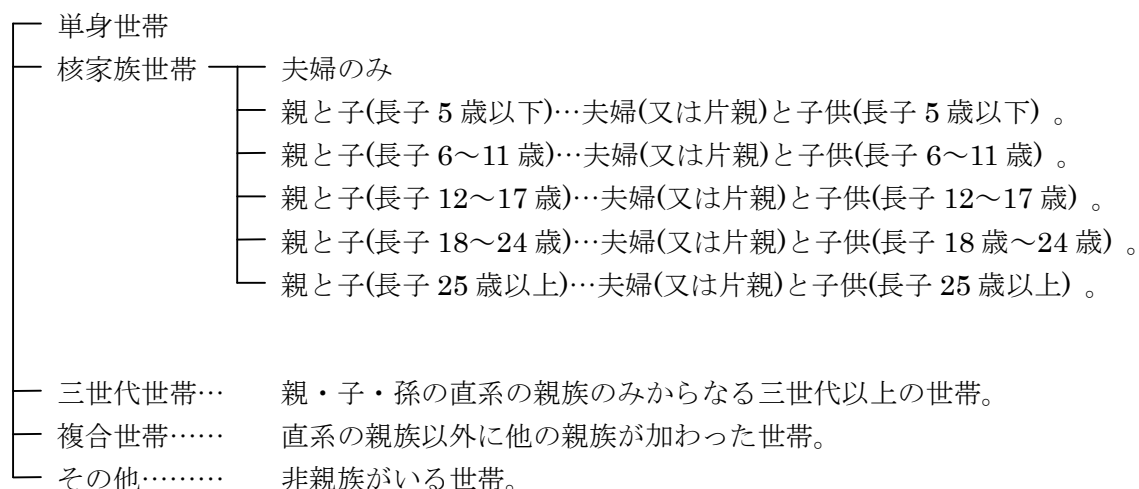 単身世帯
核家族世帯 夫婦のみ
親と子(長子 5 歳以下)…夫婦(又は片親)と子供(長子 5 歳以下) 。
親と子(長子 6～11 歳)…夫婦(又は片親)と子供(長子 6～11 歳) 。
親と子(長子 12～17 歳)…夫婦(又は片親)と子供(長子 12～17 歳) 。
親と子(長子 18～24 歳)…夫婦(又は片親)と子供(長子 18 歳～24 歳) 。
親と子(長子 25 歳以上)…夫婦(又は片親)と子供(長子 25 歳以上) 。
三世代世帯… 親・子・孫の直系の親族のみからなる三世代以上の世帯。
複合世帯…… 直系の親族以外に他の親族が加わった世帯。
その他……… 非親族がいる世帯。